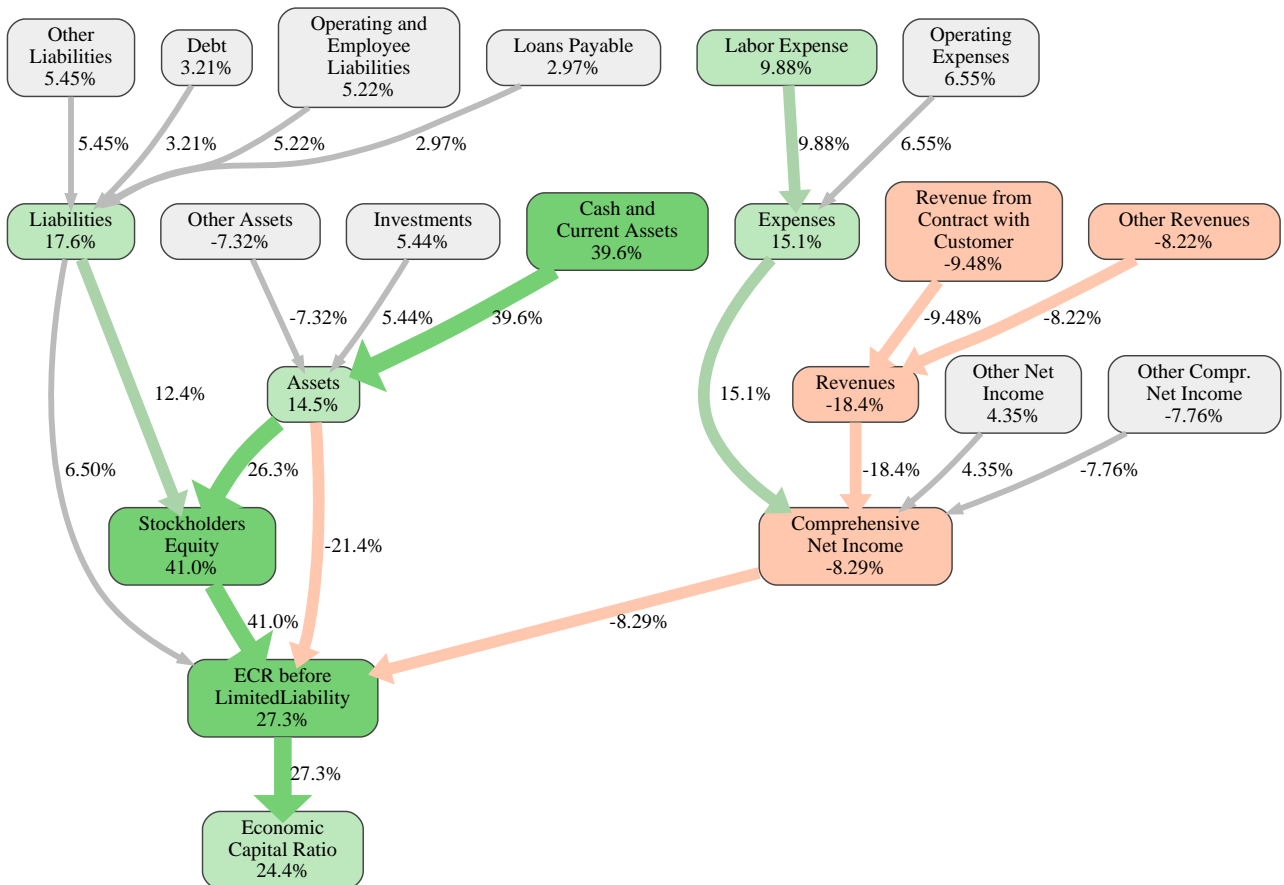 Other
Liabilities
5.45%
Debt
3.21%
Operating and
Employee
Liabilities
5.22%
Loans Payable
2.97%
Labor Expense
9.88%
Operating
Expenses
6.55%
5.45%
3.21%
5.22%
2.97%
9.88%
6.55%
Liabilities
17.6%
Other Assets
-7.32%
Investments
5.44%
Cash and
Current Assets
39.6%
Expenses
15.1%
Revenue from
Contract with
Customer
-9.48%
Other Revenues
-8.22%
-7.32%
5.44%
39.6%
-9.48%
-8.22%
12.4%
Assets
14.5%
15.1%
Revenues
-18.4%
Other Net
Income
4.35%
Other Compr.
Net Income
-7.76%
6.50%
26.3%
-18.4%
4.35%
-7.76%
Stockholders
Equity
41.0%
-21.4%
Comprehensive
Net Income
-8.29%
41.0%
-8.29%
ECR before
LimitedLiability
27.3%
27.3%
Economic
Capital Ratio
24.4%